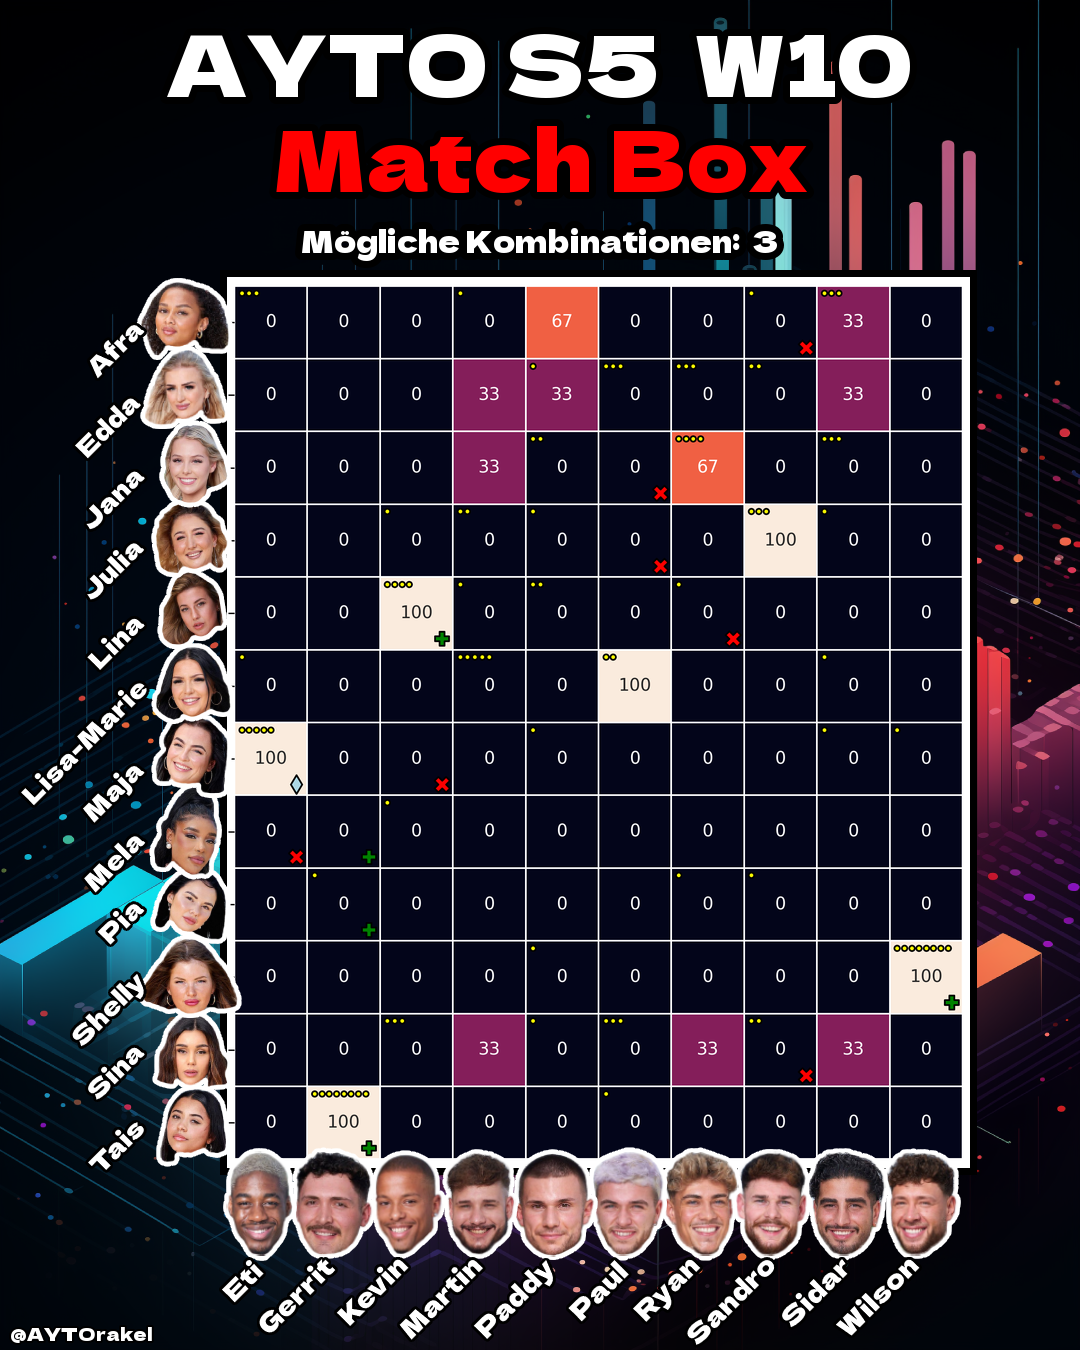 AYTO S5 W10
Match Box
Mögliche Kombinationen: 3
Afra 0 0 0 0 67 0 0 0 33 0
Edda 0 0 0 33 33 0 0 0 33 0
Jana 0 0 0 33 0 0 67 0 0 0
Julia 0 0 0 0 0 0 0 100 0 0
Lina 0 0 100 0 0 0 0 0 0 0
Lisa-Marie 0 0 0 0 0 100 0 0 0 0
Maja 100 0 0 0 0 0 0 0 0 0
Mela 0 0 0 0 0 0 0 0 0 0
Pia 0 0 0 0 0 0 0 0 0 0
Shelly 0 0 0 0 0 0 0 0 0 100
Sina 0 0 0 33 0 0 33 0 33 0
Tais 0 100 0 0 0 0 0 0 0 0
Eti Gerrit Kevin Martin Paddy Paul Ryan Sandro Sidar Wilson
@AYTOrakel